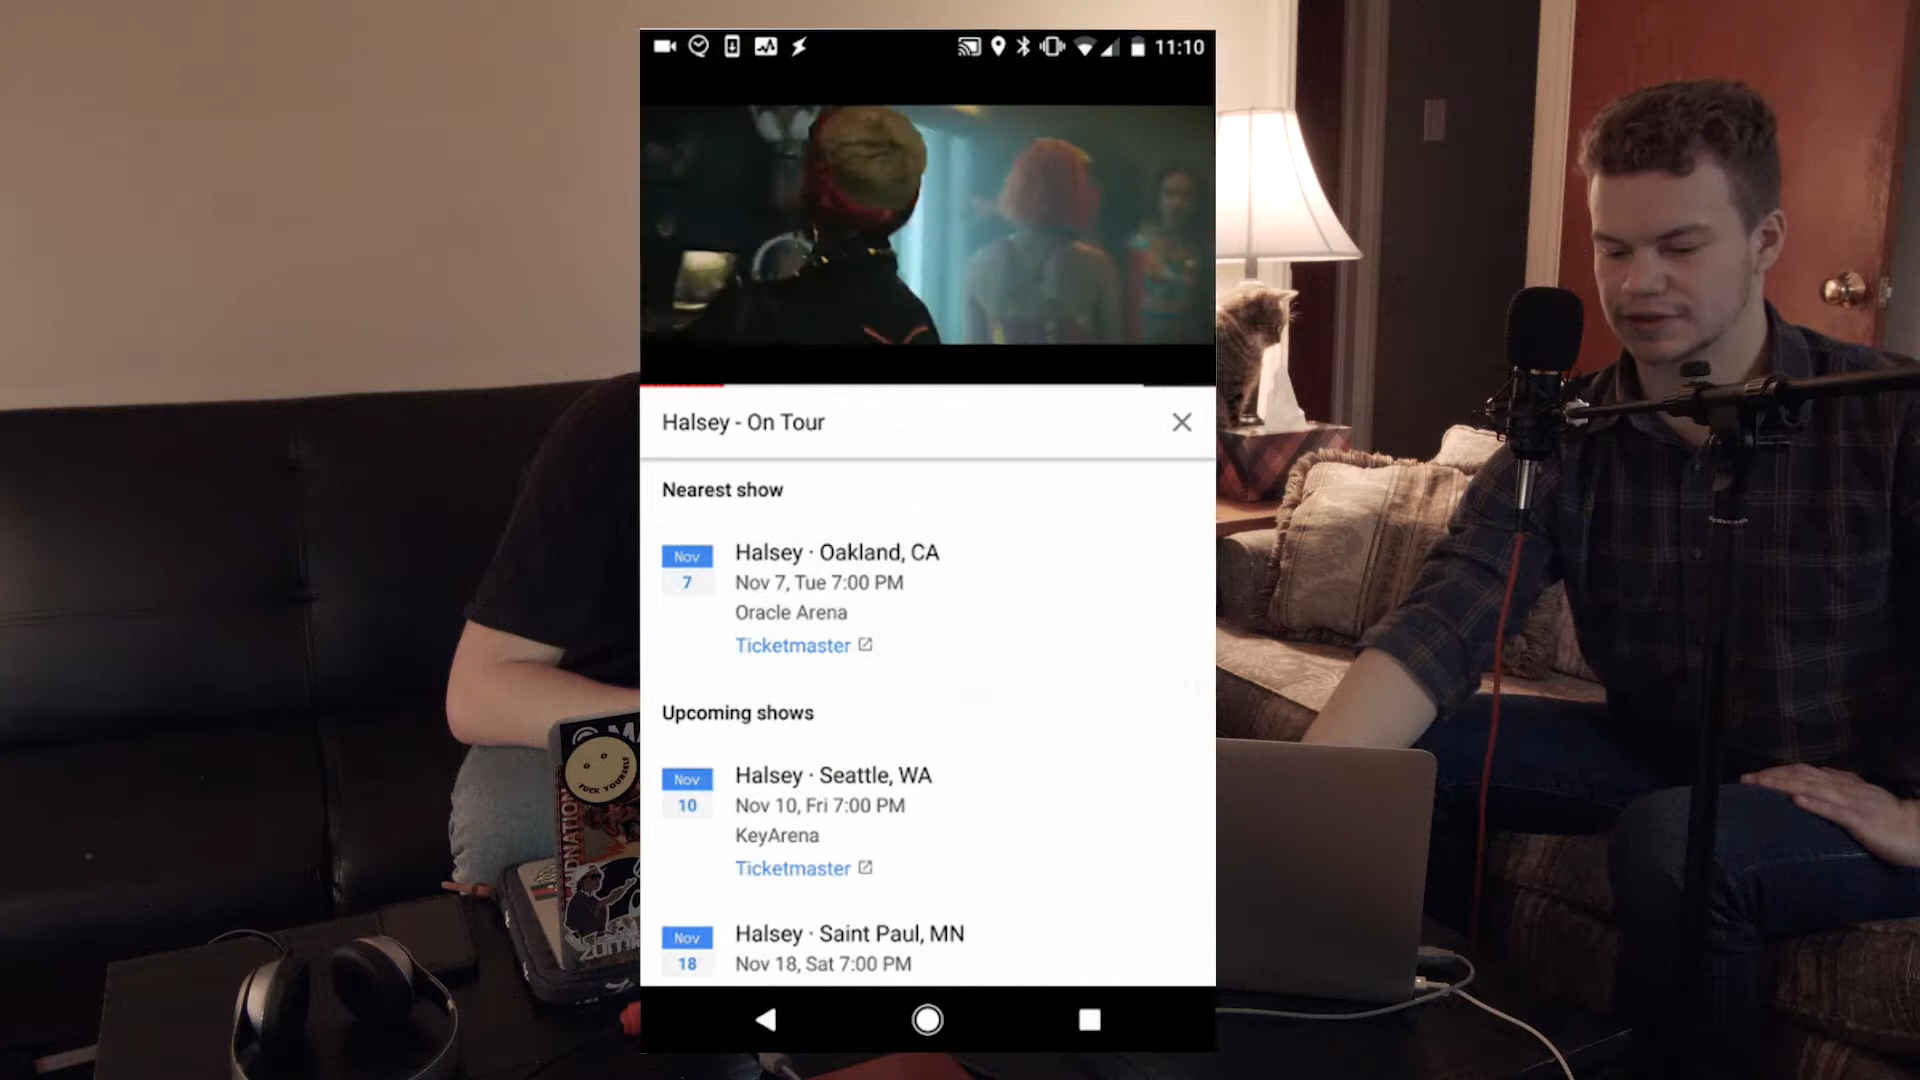 11:10
Halsey - On Tour
Nearest show
Nov
7
Halsey · Oakland, CA
Nov 7, Tue 7:00 PM
Oracle Arena
Ticketmaster
Upcoming shows
Nov
10
Halsey · Seattle, WA
Nov 10, Fri 7:00 PM
KeyArena
Ticketmaster
Nov
18
Halsey · Saint Paul, MN
Nov 18, Sat 7:00 PM
FUCK YOURSELF